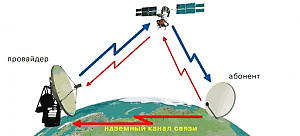 провайдер
абонент
наземный канал связи